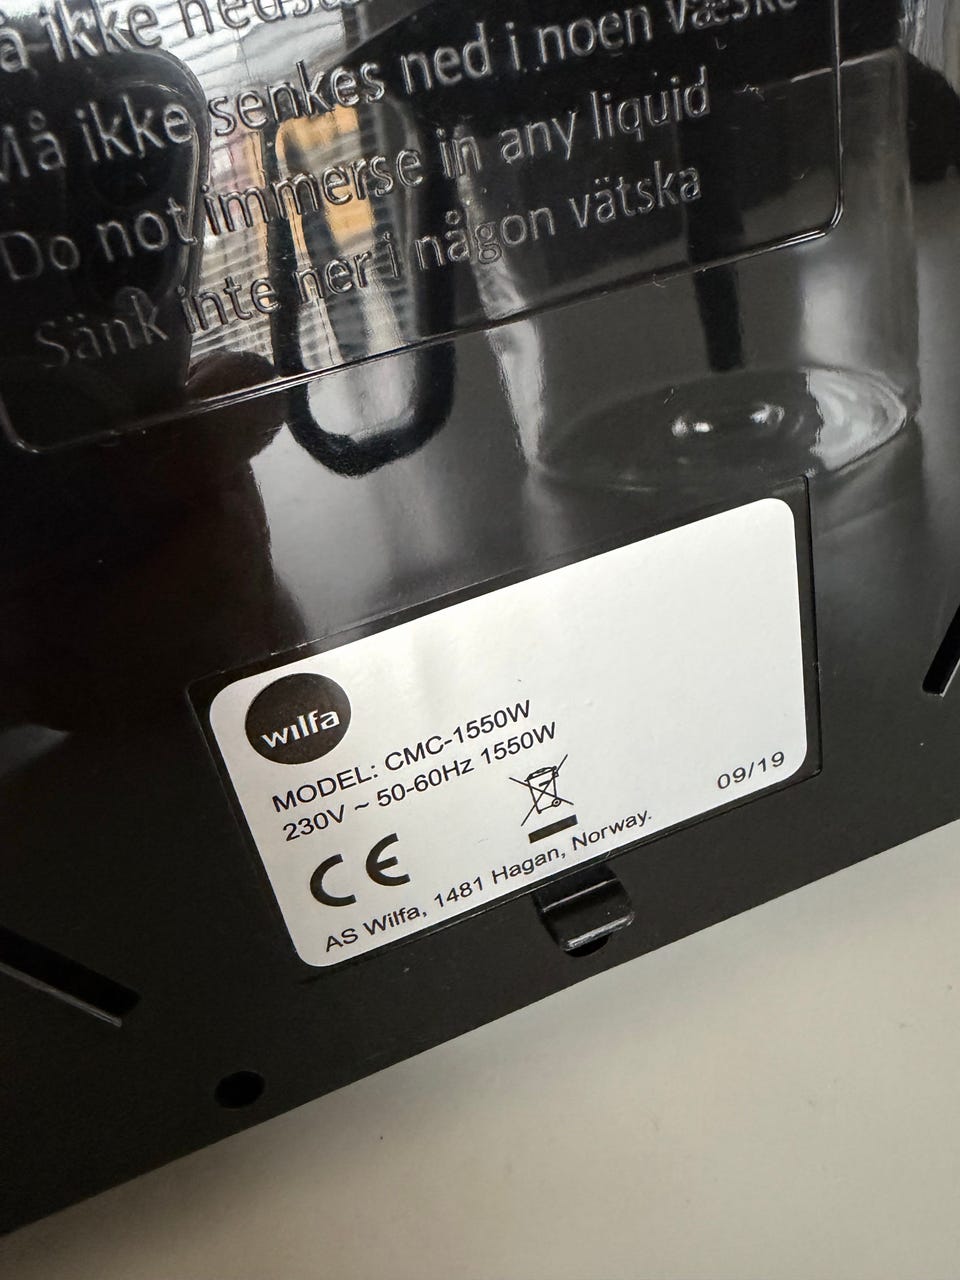 å ikke
Må ikke senkes ned i noen væske
Do not immerse in any liquid
Sänk inte ner i någon vätska
wilfa
MODEL: CMC-1550W
230V ~ 50-60Hz 1550W
09/19
CE
AS Wilfa, 1481 Hagan, Norway.